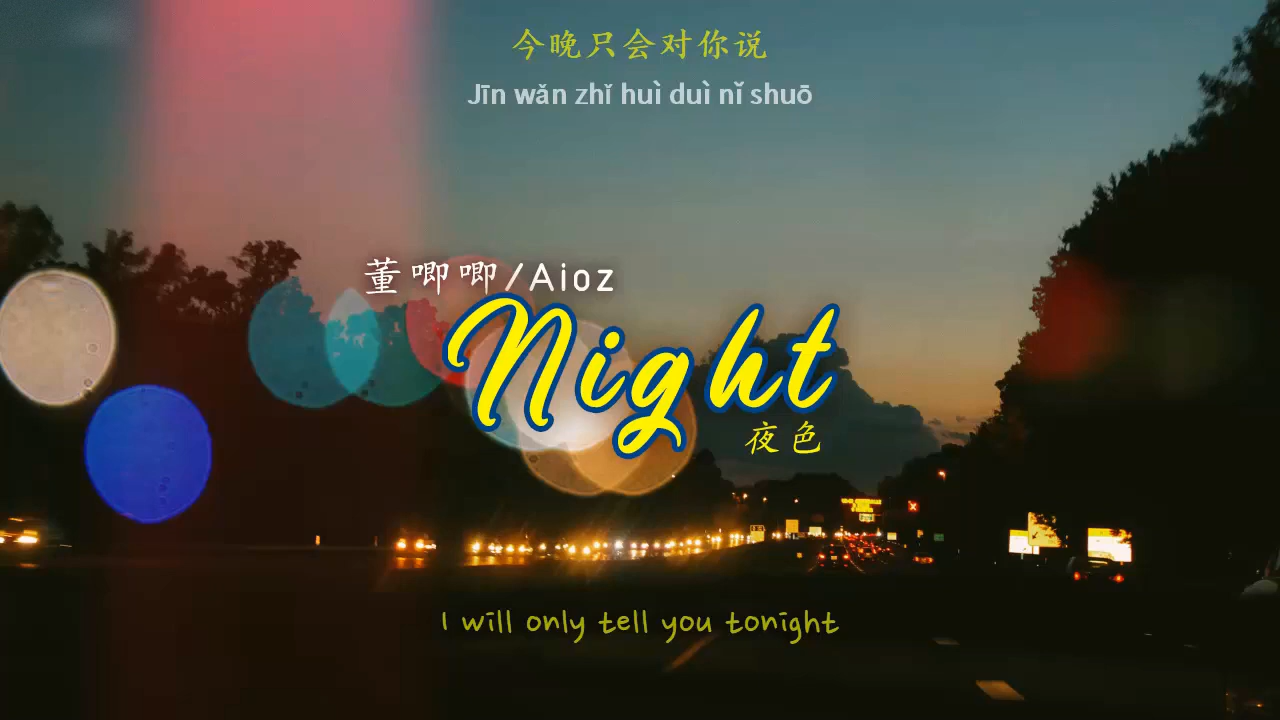 今晚只会对你说
Jīn wǎn zhǐ huì duì nǐ shuō
董唧唧/Aioz
Night
夜色
I will only tell you tonight